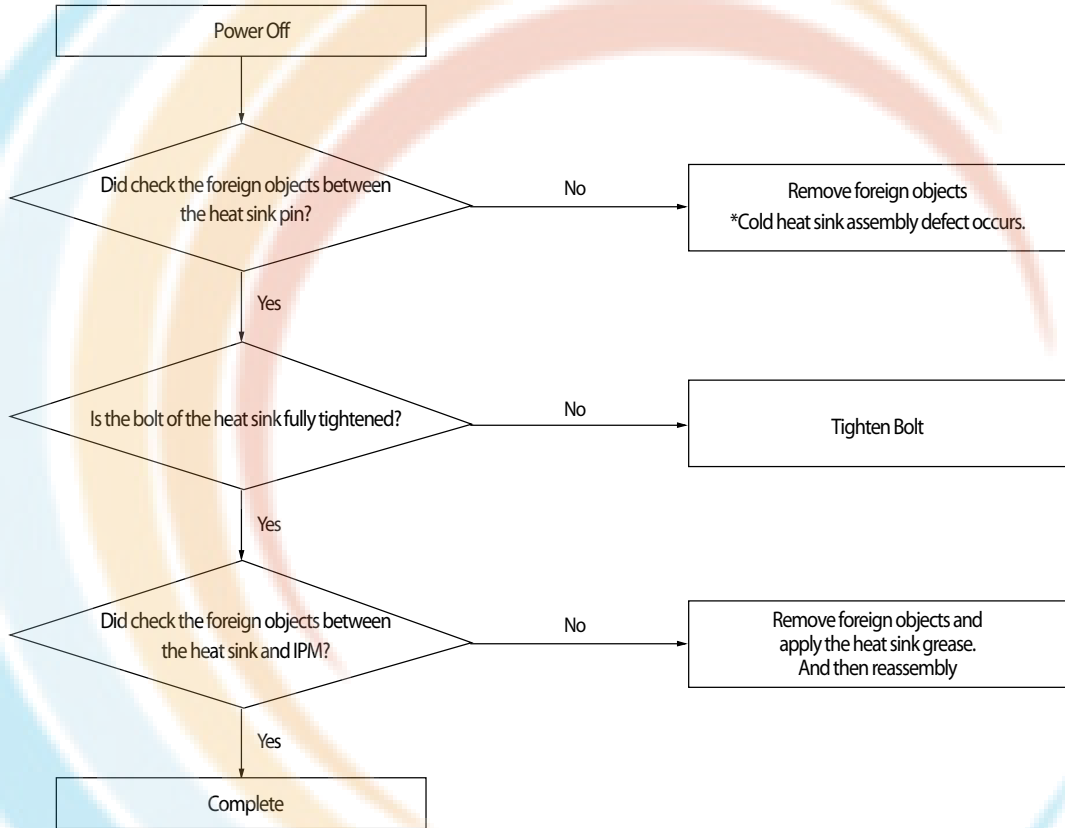 Power Off
Did check the foreign objects between
the heat sink pin?
No
Remove foreign objects
*Cold heat sink assembly defect occurs.
Yes
Is the bolt of the heat sink fully tightened?
No
Tighten Bolt
Yes
Did check the foreign objects between
the heat sink and IPM?
No
Remove foreign objects and
apply the heat sink grease.
And then reassembly
Yes
Complete